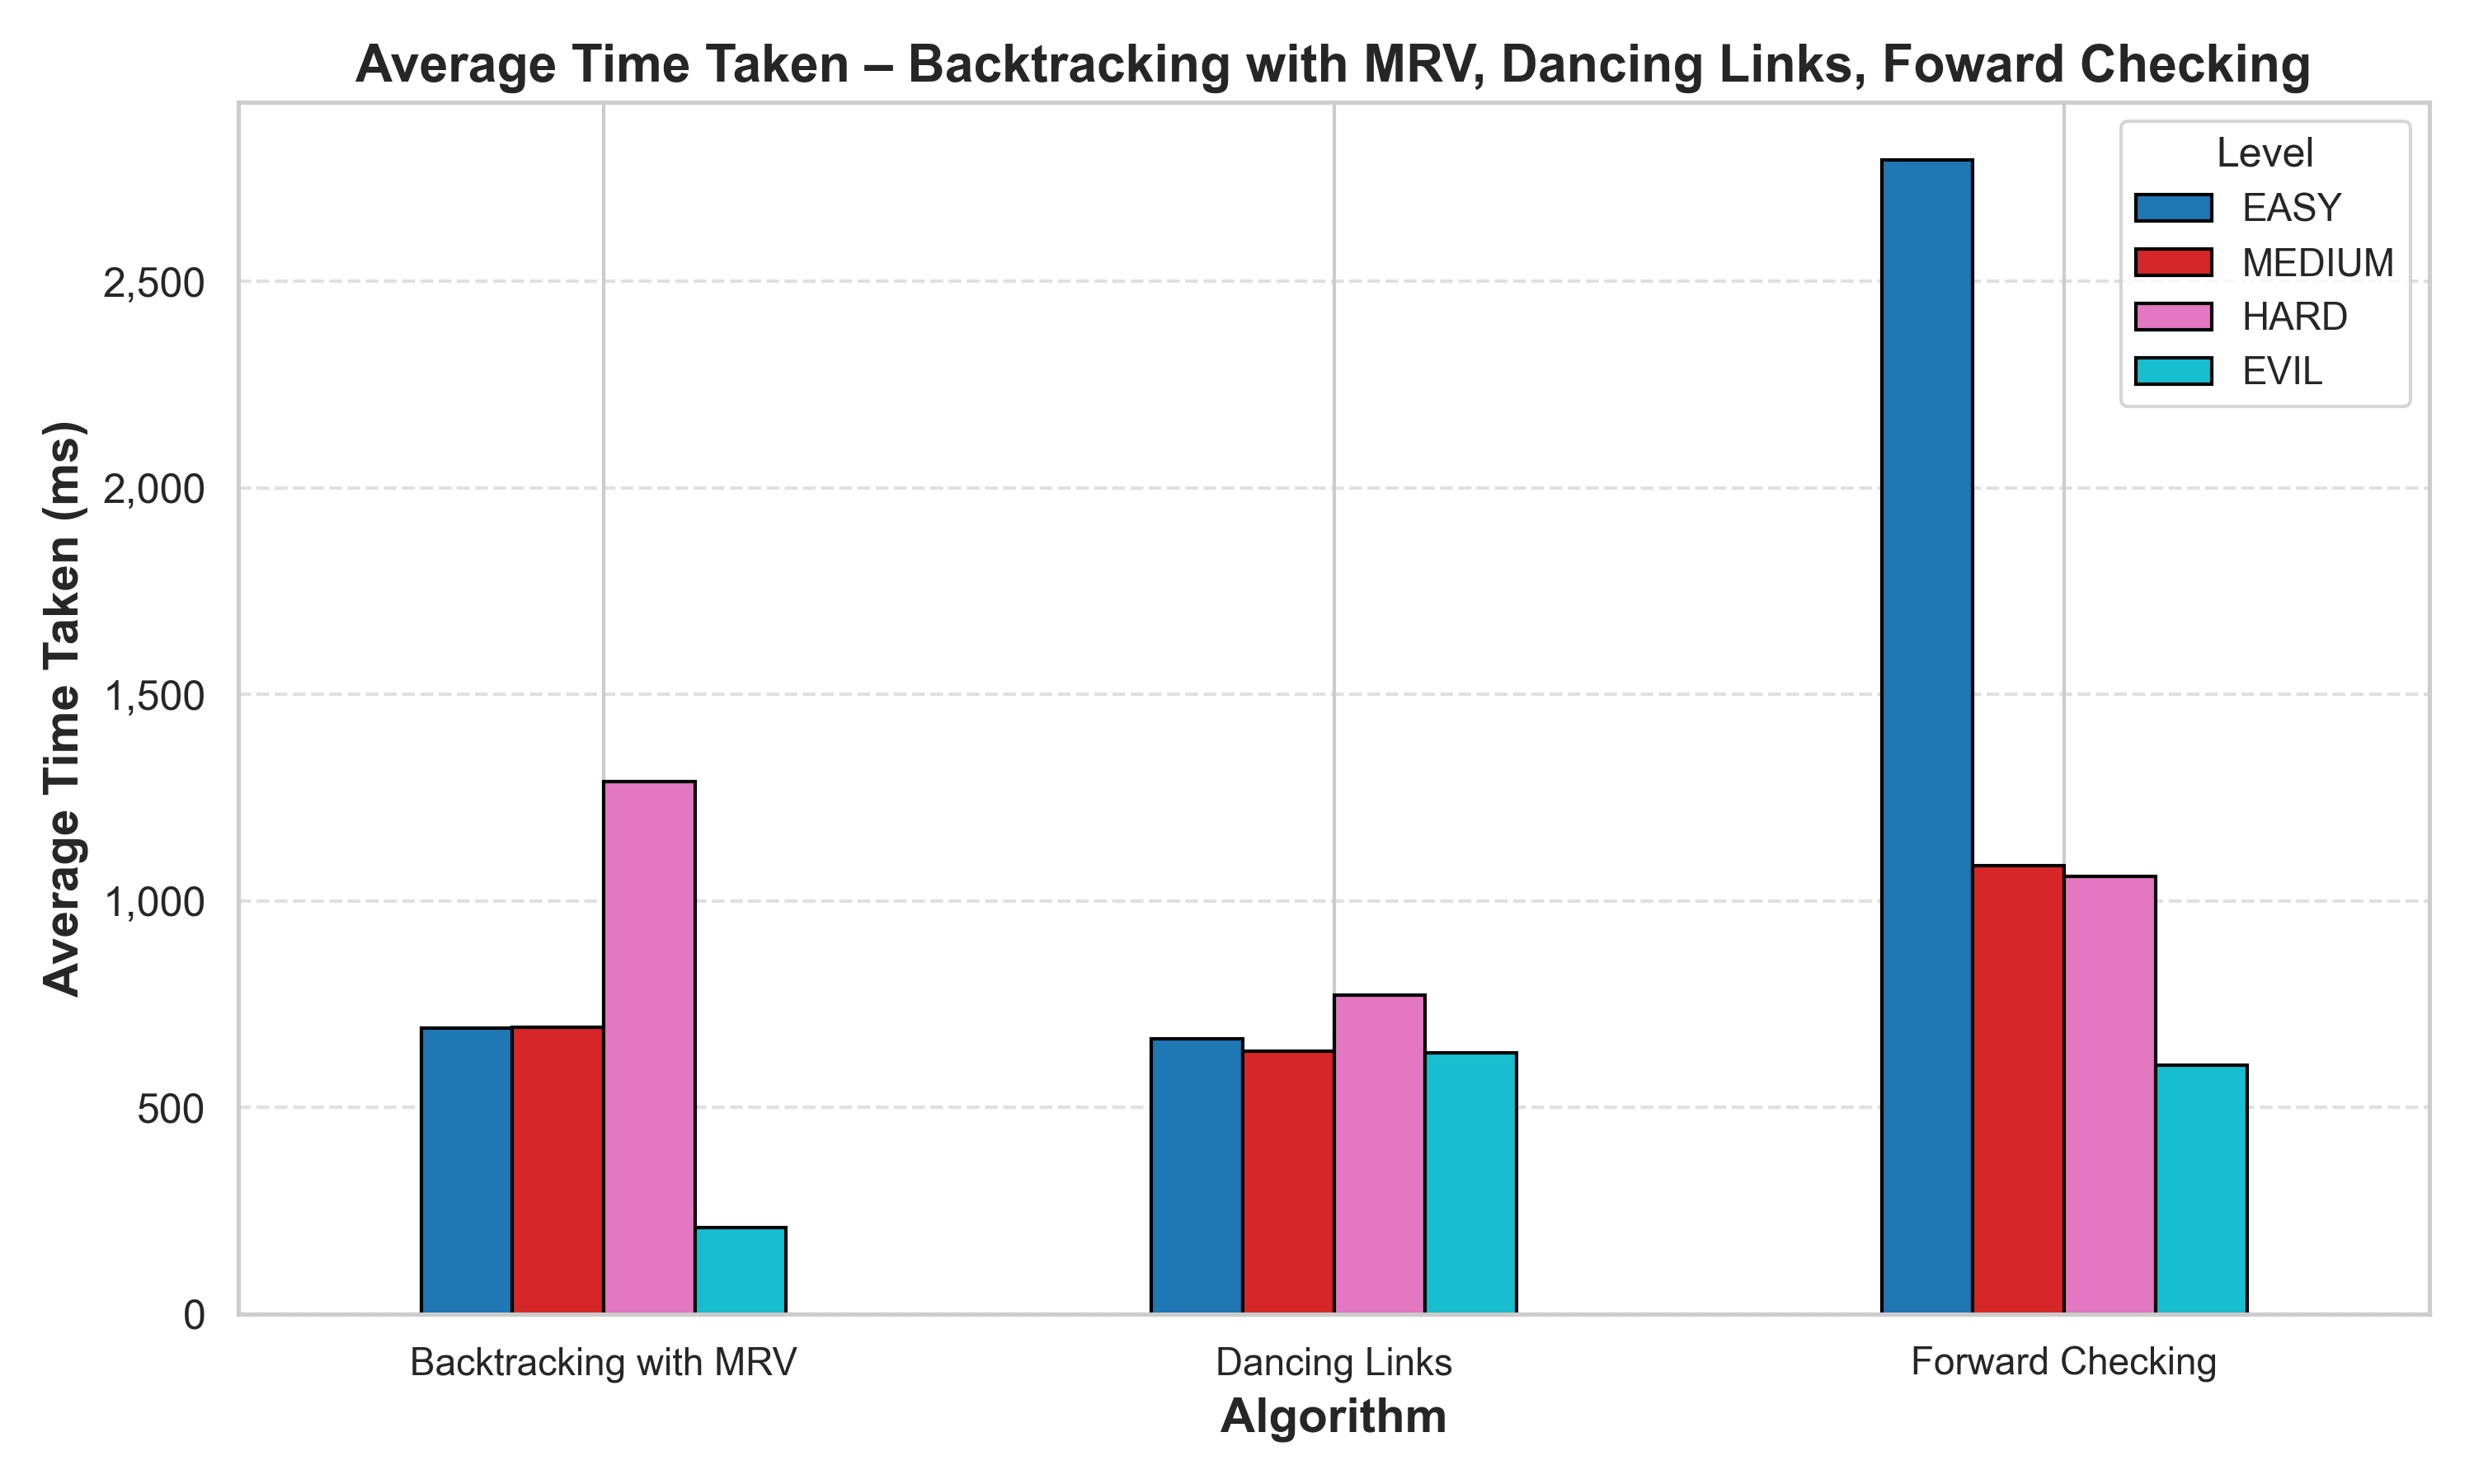 Average Time Taken – Backtracking with MRV, Dancing Links, Foward Checking
Level
EASY
MEDIUM
HARD
EVIL
Average Time Taken (ms)
2,500
2,000
1,500
1,000
500
0
Backtracking with MRV
Dancing Links
Forward Checking
Algorithm